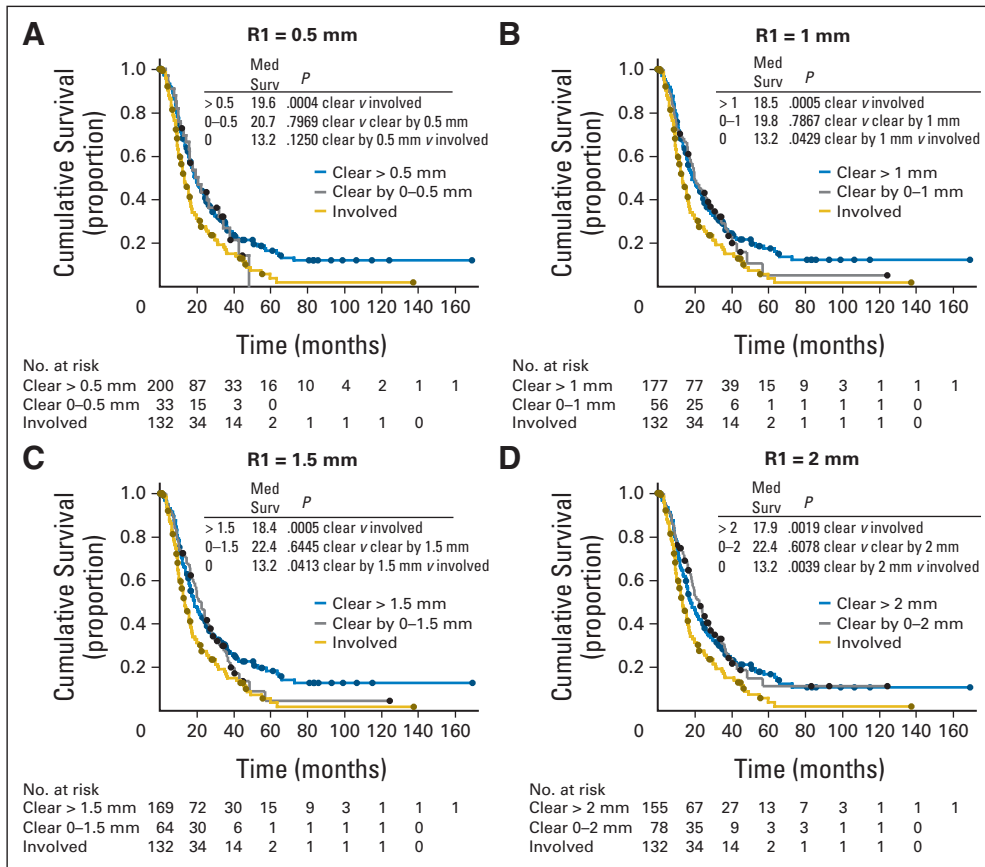 A
R1 = 0.5 mm
Med
Surv P
> 0.5 19.6 .0004 clear v involved
0–0.5 20.7 .7969 clear v clear by 0.5 mm
0 13.2 .1250 clear by 0.5 mm v involved
Clear > 0.5 mm
Clear by 0–0.5 mm
Involved
Cumulative Survival
(proportion)
1.0
0.8
0.6
0.4
0.2
0 20 40 60 80 100 120 140 160
Time (months)
No. at risk
Clear > 0.5 mm 200 87 33 16 10 4 2 1 1
Clear 0–0.5 mm 33 15 3 0
Involved 132 34 14 2 1 1 1 0
B
R1 = 1 mm
Med
Surv P
> 1 18.5 .0005 clear v involved
0–1 19.8 .7867 clear v clear by 1 mm
0 13.2 .0429 clear by 1 mm v involved
Clear > 1 mm
Clear by 0–1 mm
Involved
Cumulative Survival
(proportion)
1.0
0.8
0.6
0.4
0.2
0 20 40 60 80 100 120 140 160
Time (months)
No. at risk
Clear > 1 mm 177 77 39 15 9 3 1 1 1
Clear 0–1 mm 56 25 6 1 1 1 1 0
Involved 132 34 14 2 1 1 1 0
C
R1 = 1.5 mm
Med
Surv P
> 1.5 18.4 .0005 clear v involved
0–1.5 22.4 .6445 clear v clear by 1.5 mm
0 13.2 .0413 clear by 1.5 mm v involved
Clear > 1.5 mm
Clear by 0–1.5 mm
Involved
Cumulative Survival
(proportion)
1.0
0.8
0.6
0.4
0.2
0 20 40 60 80 100 120 140 160
Time (months)
No. at risk
Clear > 1.5 mm 169 72 30 15 9 3 1 1 1
Clear 0–1.5 mm 64 30 6 1 1 1 1 0
Involved 132 34 14 2 1 1 1 0
D
R1 = 2 mm
Med
Surv P
> 2 17.9 .0019 clear v involved
0–2 22.4 .6078 clear v clear by 2 mm
0 13.2 .0039 clear by 2 mm v involved
Clear > 2 mm
Clear by 0–2 mm
Involved
Cumulative Survival
(proportion)
1.0
0.8
0.6
0.4
0.2
0 20 40 60 80 100 120 140 160
Time (months)
No. at risk
Clear > 2 mm 155 67 27 13 7 3 1 1 1
Clear 0–2 mm 78 35 9 3 3 1 1 0
Involved 132 34 14 2 1 1 1 0